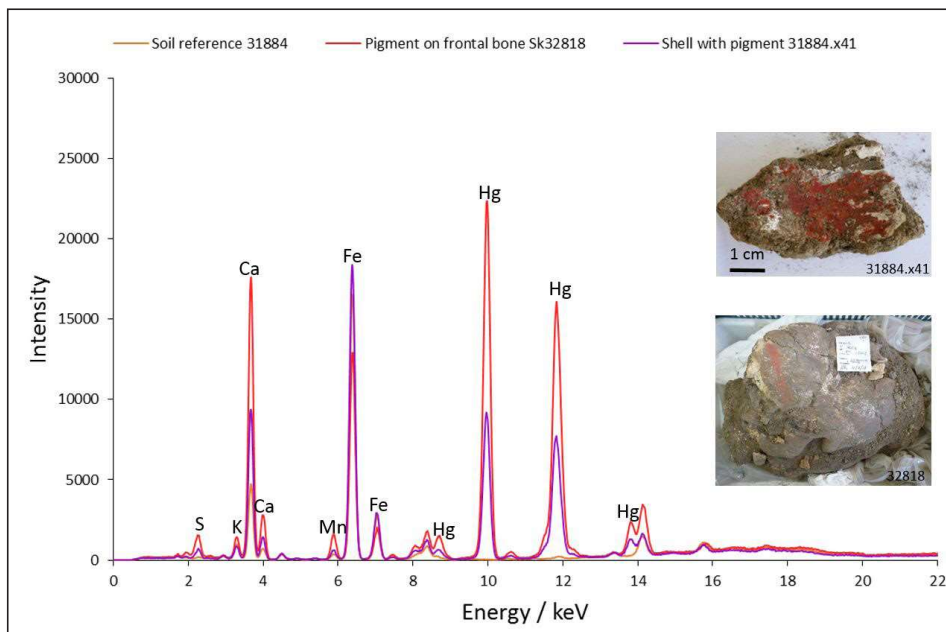 Soil reference 31884 Pigment on frontal bone Sk32818 Shell with pigment 31884.x41
30000
25000
20000
15000
10000
5000
0
Intensity
S
K
Ca
Ca
Mn
Fe
Fe
Hg
Hg
Hg
Hg
0 2 4 6 8 10 12 14 16 18 20 22
Energy / keV
1 cm
31884.x41
32818